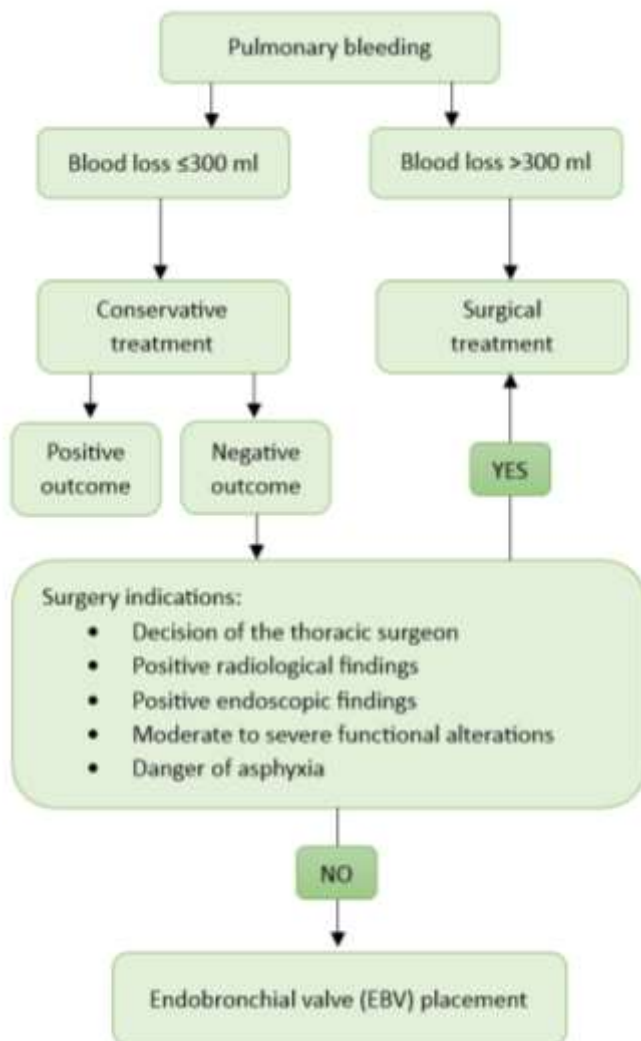 Pulmonary bleeding
Blood loss ≤300 ml
Blood loss >300 ml
Conservative
treatment
Surgical
treatment
Positive
outcome
Negative
outcome
YES
Surgery indications:
• Decision of the thoracic surgeon
• Positive radiological findings
• Positive endoscopic findings
• Moderate to severe functional alterations
• Danger of asphyxia
NO
Endobronchial valve (EBV) placement